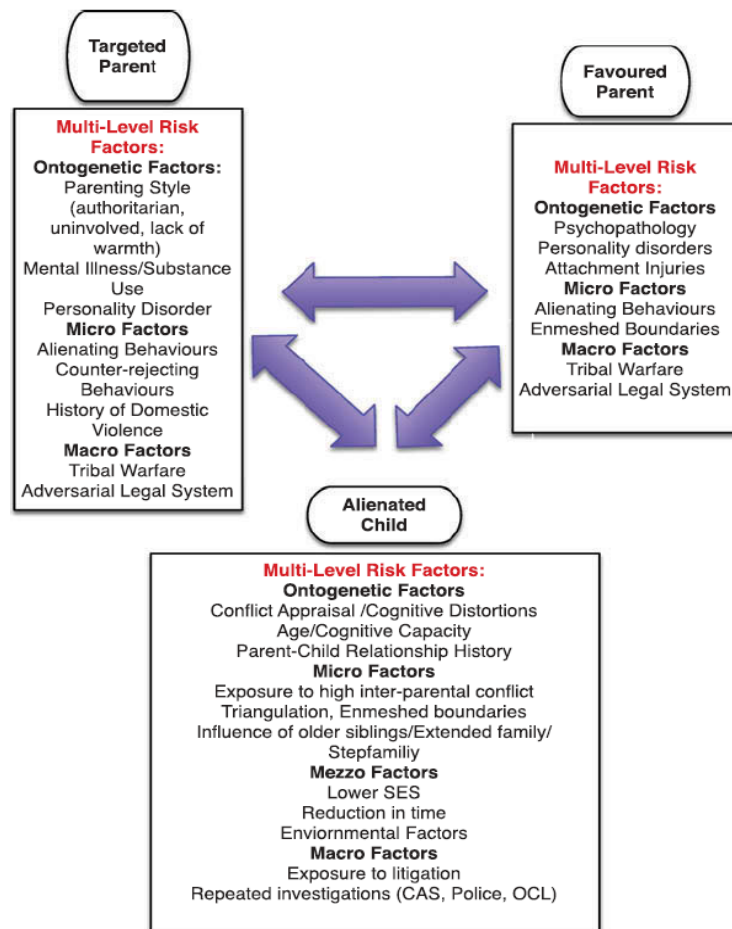 Targeted
Parent
Multi-Level Risk
Factors:
Ontogenetic Factors:
Parenting Style
(authoritarian,
uninvolved, lack of
warmth)
Mental Illness/Substance
Use
Personality Disorder
Micro Factors
Alienating Behaviours
Counter-rejecting
Behaviours
History of Domestic
Violence
Macro Factors
Tribal Warfare
Adversarial Legal System
Favoured
Parent
Multi-Level Risk
Factors:
Ontogenetic Factors
Psychopathology
Personality disorders
Attachment Injuries
Micro Factors
Alienating Behaviours
Enmeshed Boundaries
Macro Factors
Tribal Warfare
Adversarial Legal System
Alienated
Child
Multi-Level Risk Factors:
Ontogenetic Factors
Conflict Appraisal /Cognitive Distortions
Age/Cognitive Capacity
Parent-Child Relationship History
Micro Factors
Exposure to high inter-parental conflict
Triangulation, Enmeshed boundaries
Influence of older siblings/Extended family/
Stepfamiliy
Mezzo Factors
Lower SES
Reduction in time
Enviornmental Factors
Macro Factors
Exposure to litigation
Repeated investigations (CAS, Police, OCL)